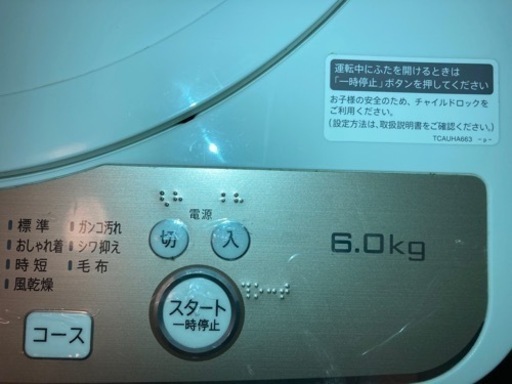 運転中にふたを開けるときは
「一時停止」ボタンを押してください
お子様の安全のため、チャイルドロックを
ご利用ください。
(設定方法は、取扱説明書をご確認ください。)
TCAUHA663
電源
切 入
6.0kg
標準 ガンコ汚れ
おしゃれ着 シワ抑え
時短 毛布
風乾燥
スタート
一時停止
コース